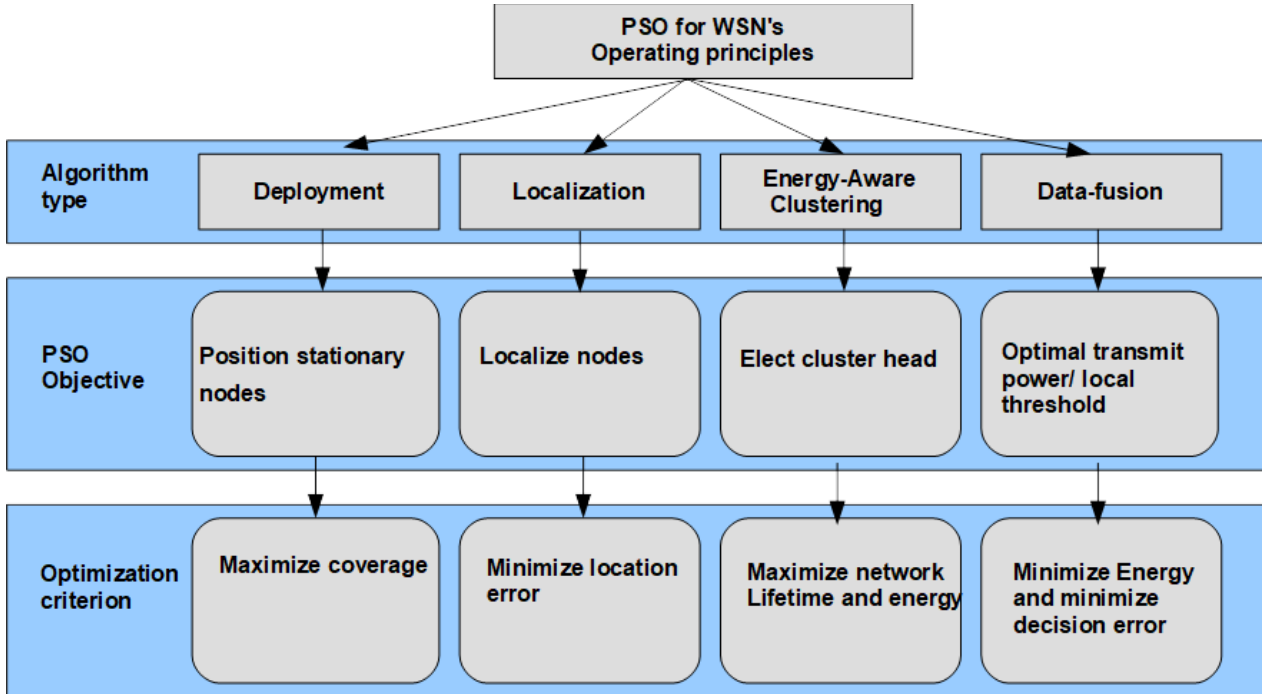 PSO for WSN's
Operating principles
Algorithm
type
Deployment
Localization
Energy-Aware
Clustering
Data-fusion
PSO
Objective
Position stationary
nodes
Localize nodes
Elect cluster head
Optimal transmit
power/ local
threshold
Optimization
criterion
Maximize coverage
Minimize location
error
Maximize network
Lifetime and energy
Minimize Energy
and minimize
decision error